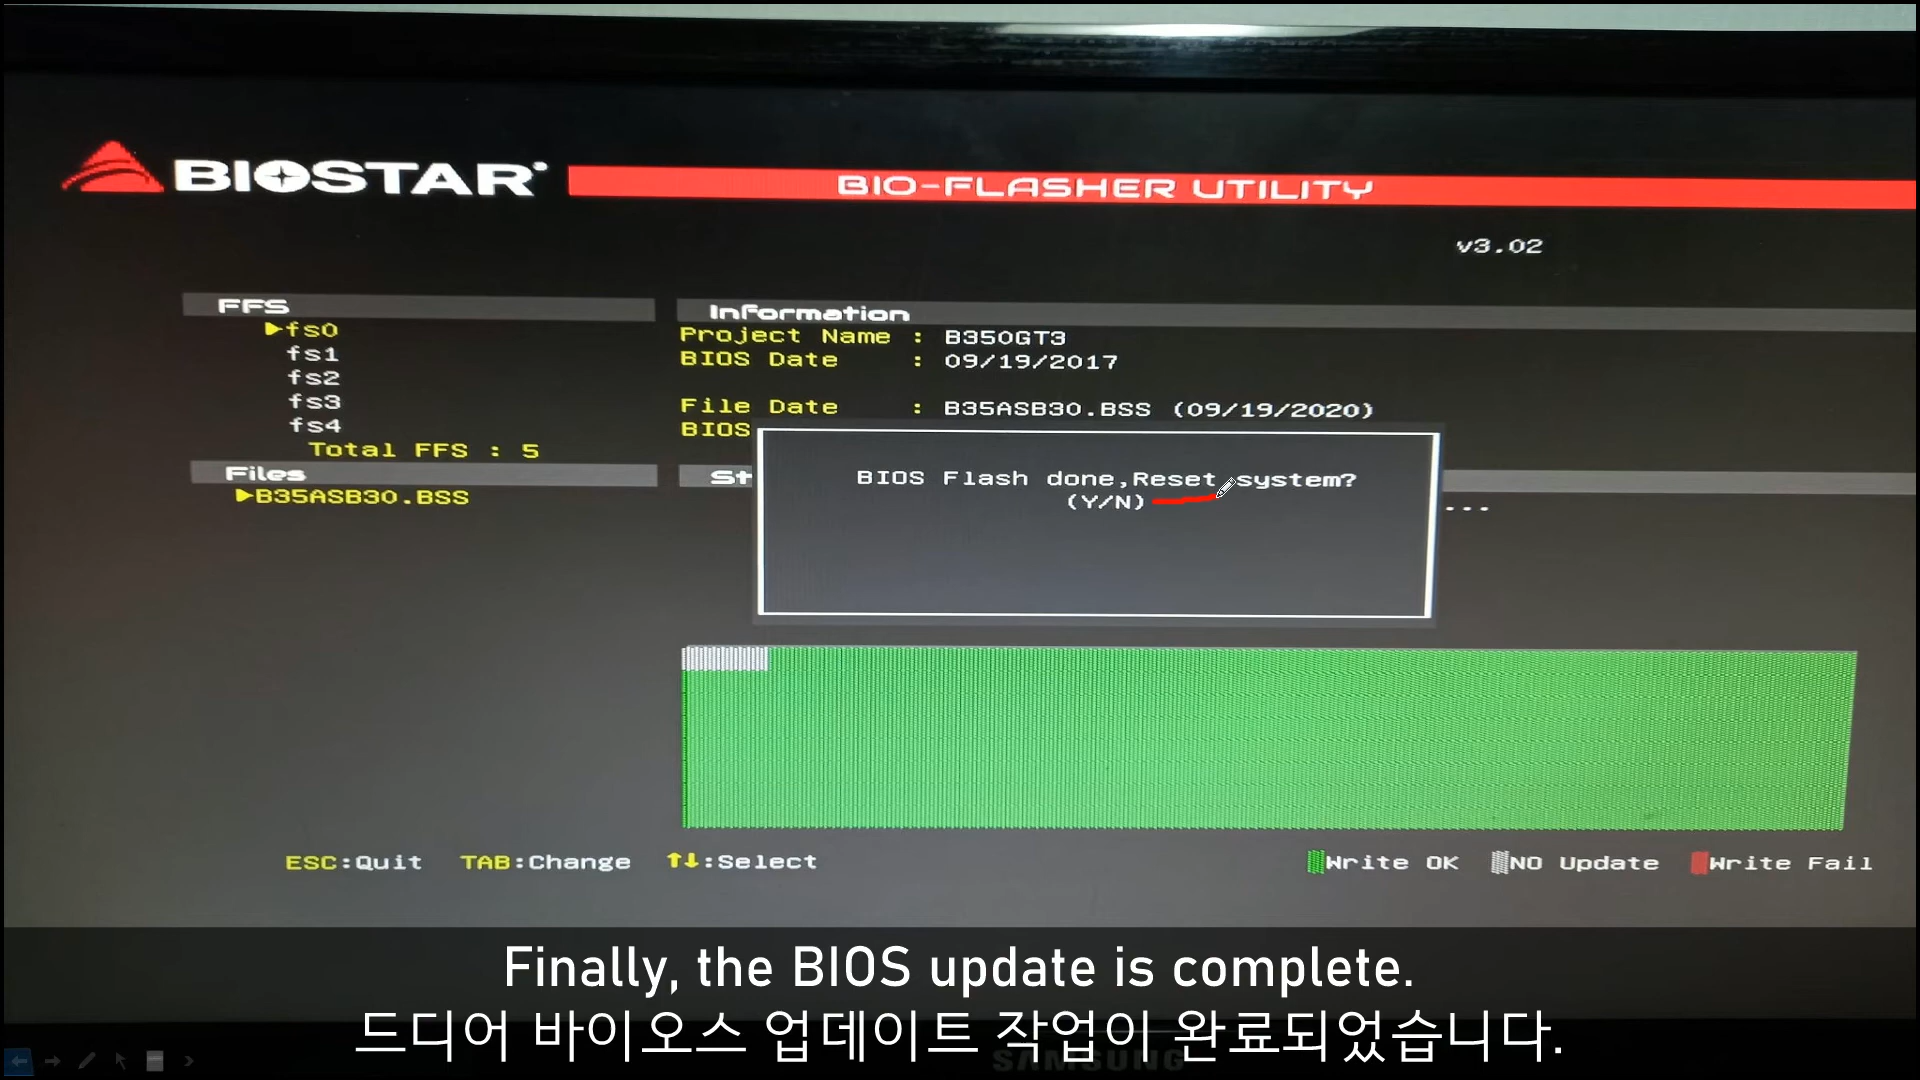 BIOSTAR
BIO-FLASHER UTILITY
v3.02
FFS
fs0
fs1
fs2
fs3
fs4
Total FFS : 5
Files
B35ASB30.BSS
Information
Project Name : B350GT3
BIOS Date : 09/19/2017
File Date : B35ASB30.BSS (09/19/2020)
BIOS
St
...
BIOS Flash done,Reset system?
(Y/N)
ESC:Quit TAB:Change ↑↓:Select
Write OK NO Update Write Fail
Finally, the BIOS update is complete.
드디어 바이오스 업데이트 작업이 완료되었습니다.
SAMSUNG